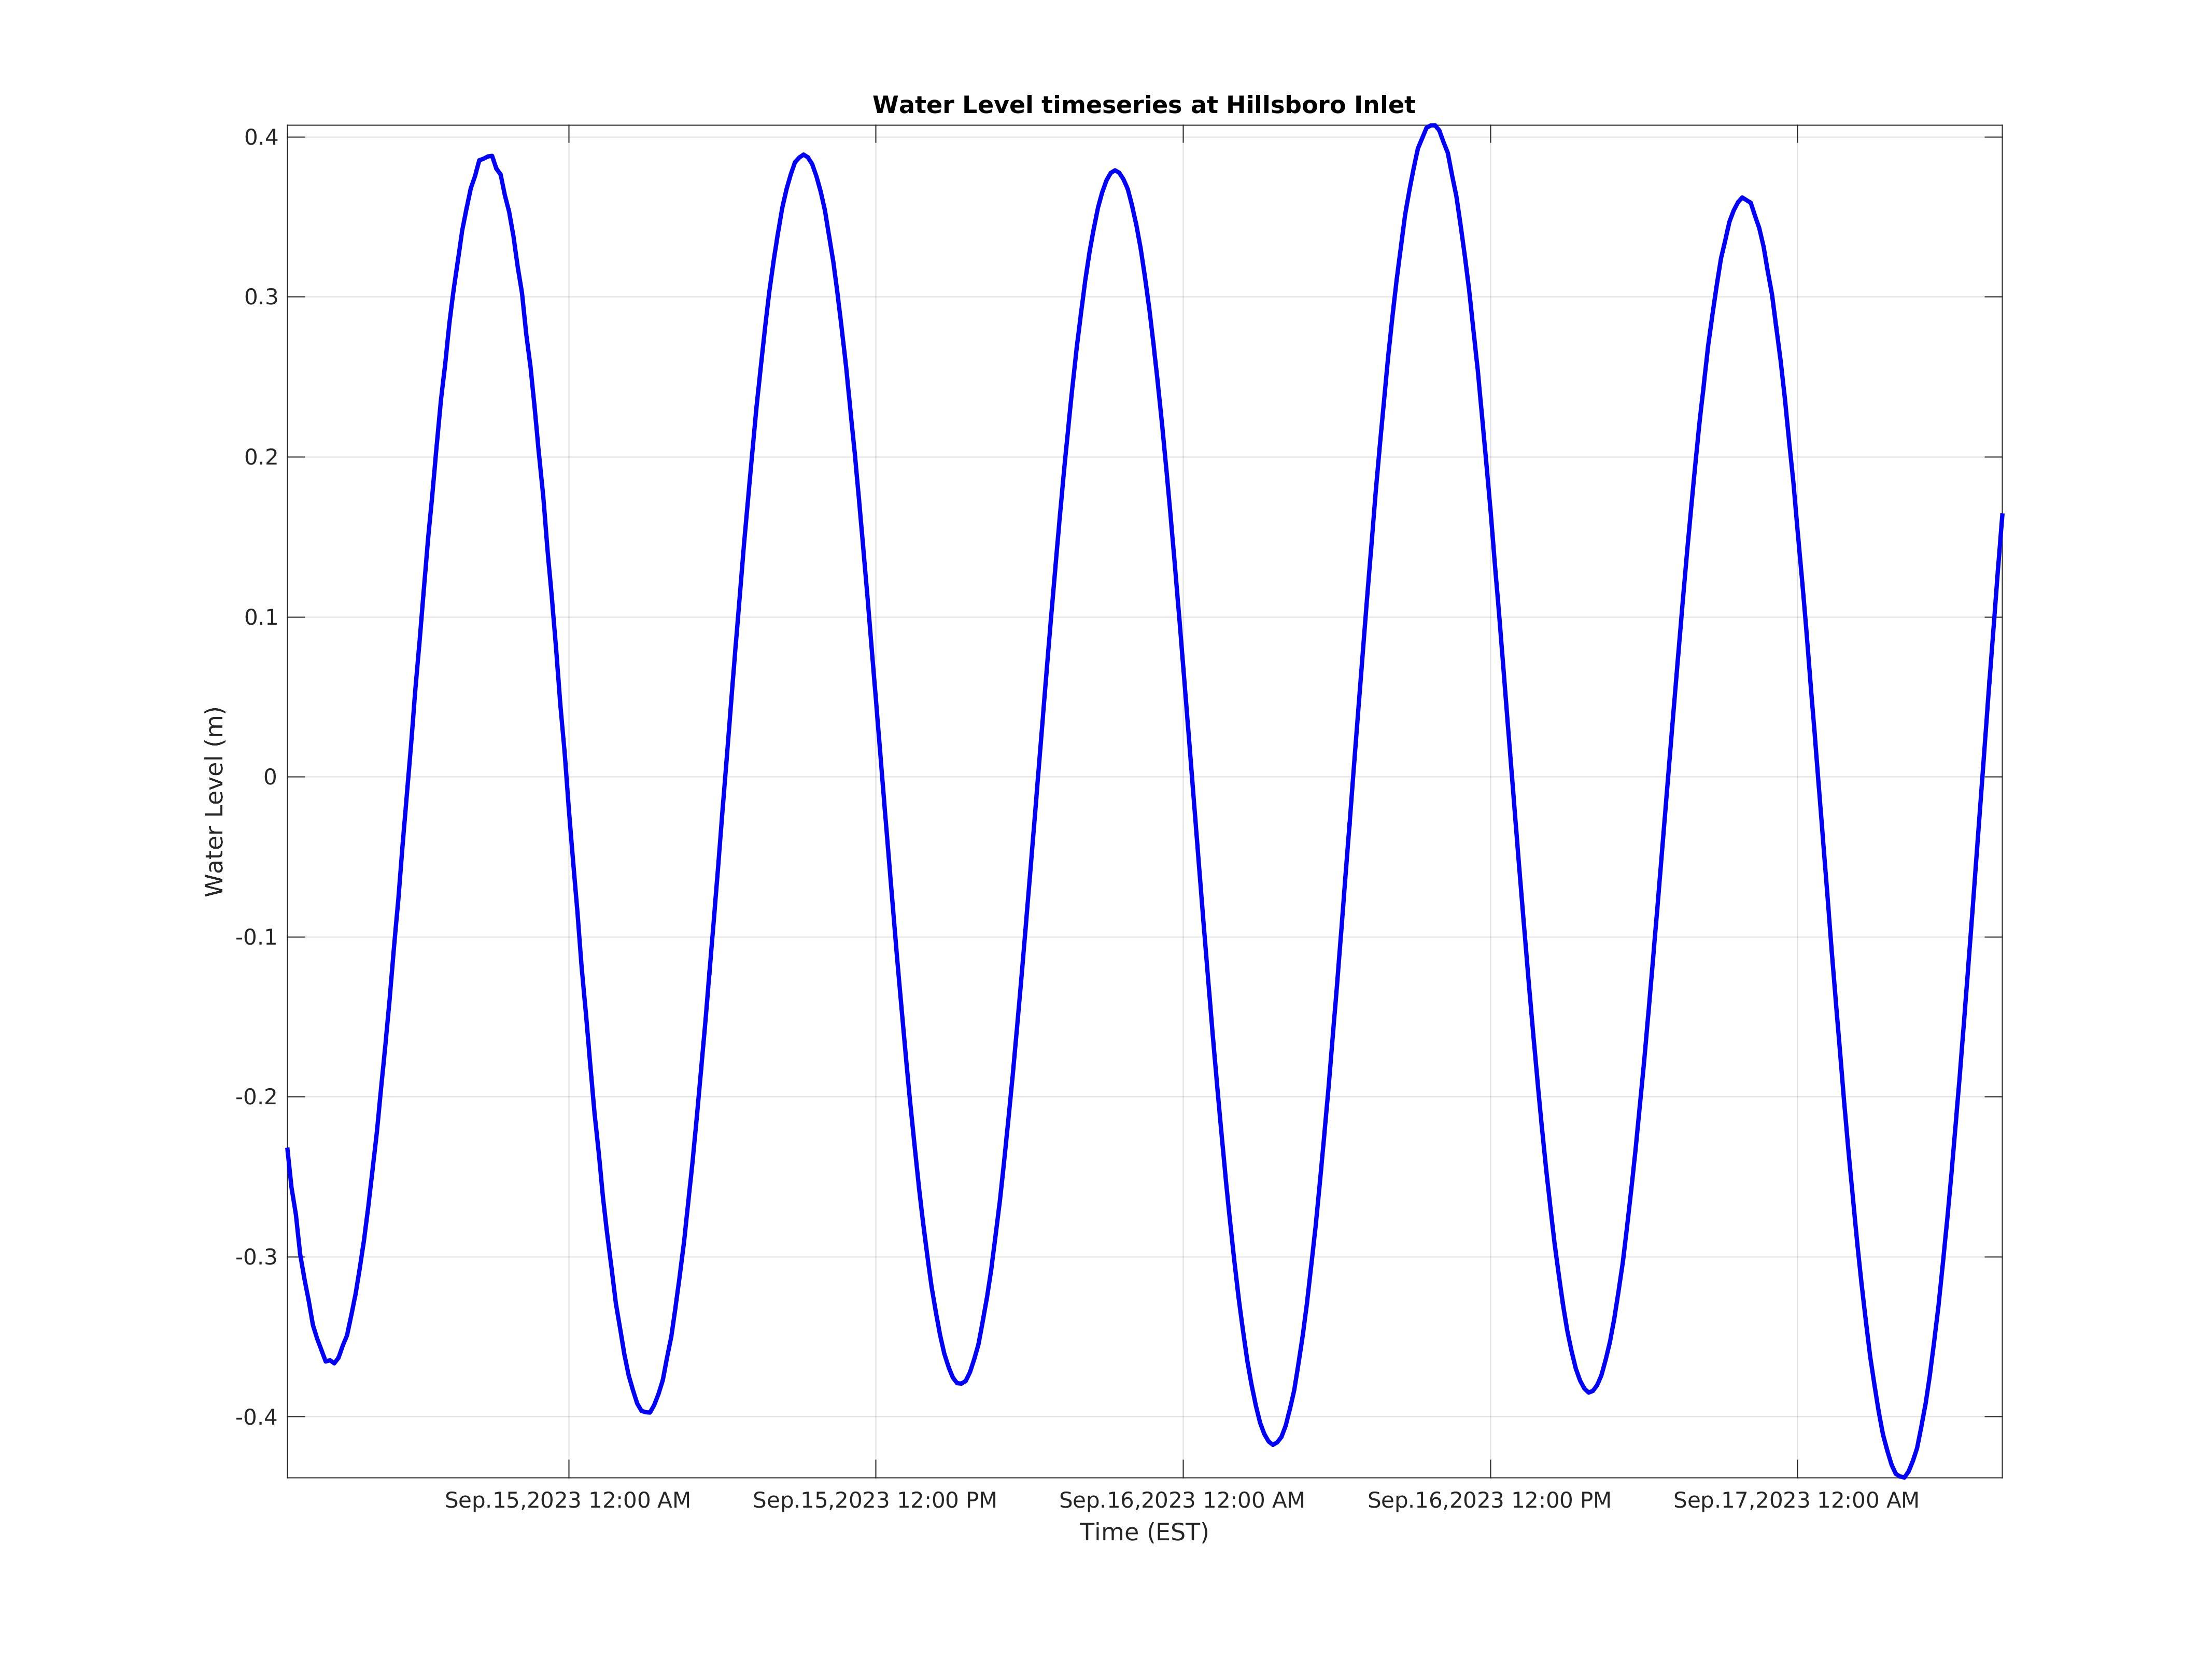 Water Level timeseries at Hillsboro Inlet
0.4
0.3
0.2
0.1
0
-0.1
-0.2
-0.3
-0.4
Water Level (m)
Sep.15,2023 12:00 AM Sep.15,2023 12:00 PM Sep.16,2023 12:00 AM Sep.16,2023 12:00 PM Sep.17,2023 12:00 AM
Time (EST)